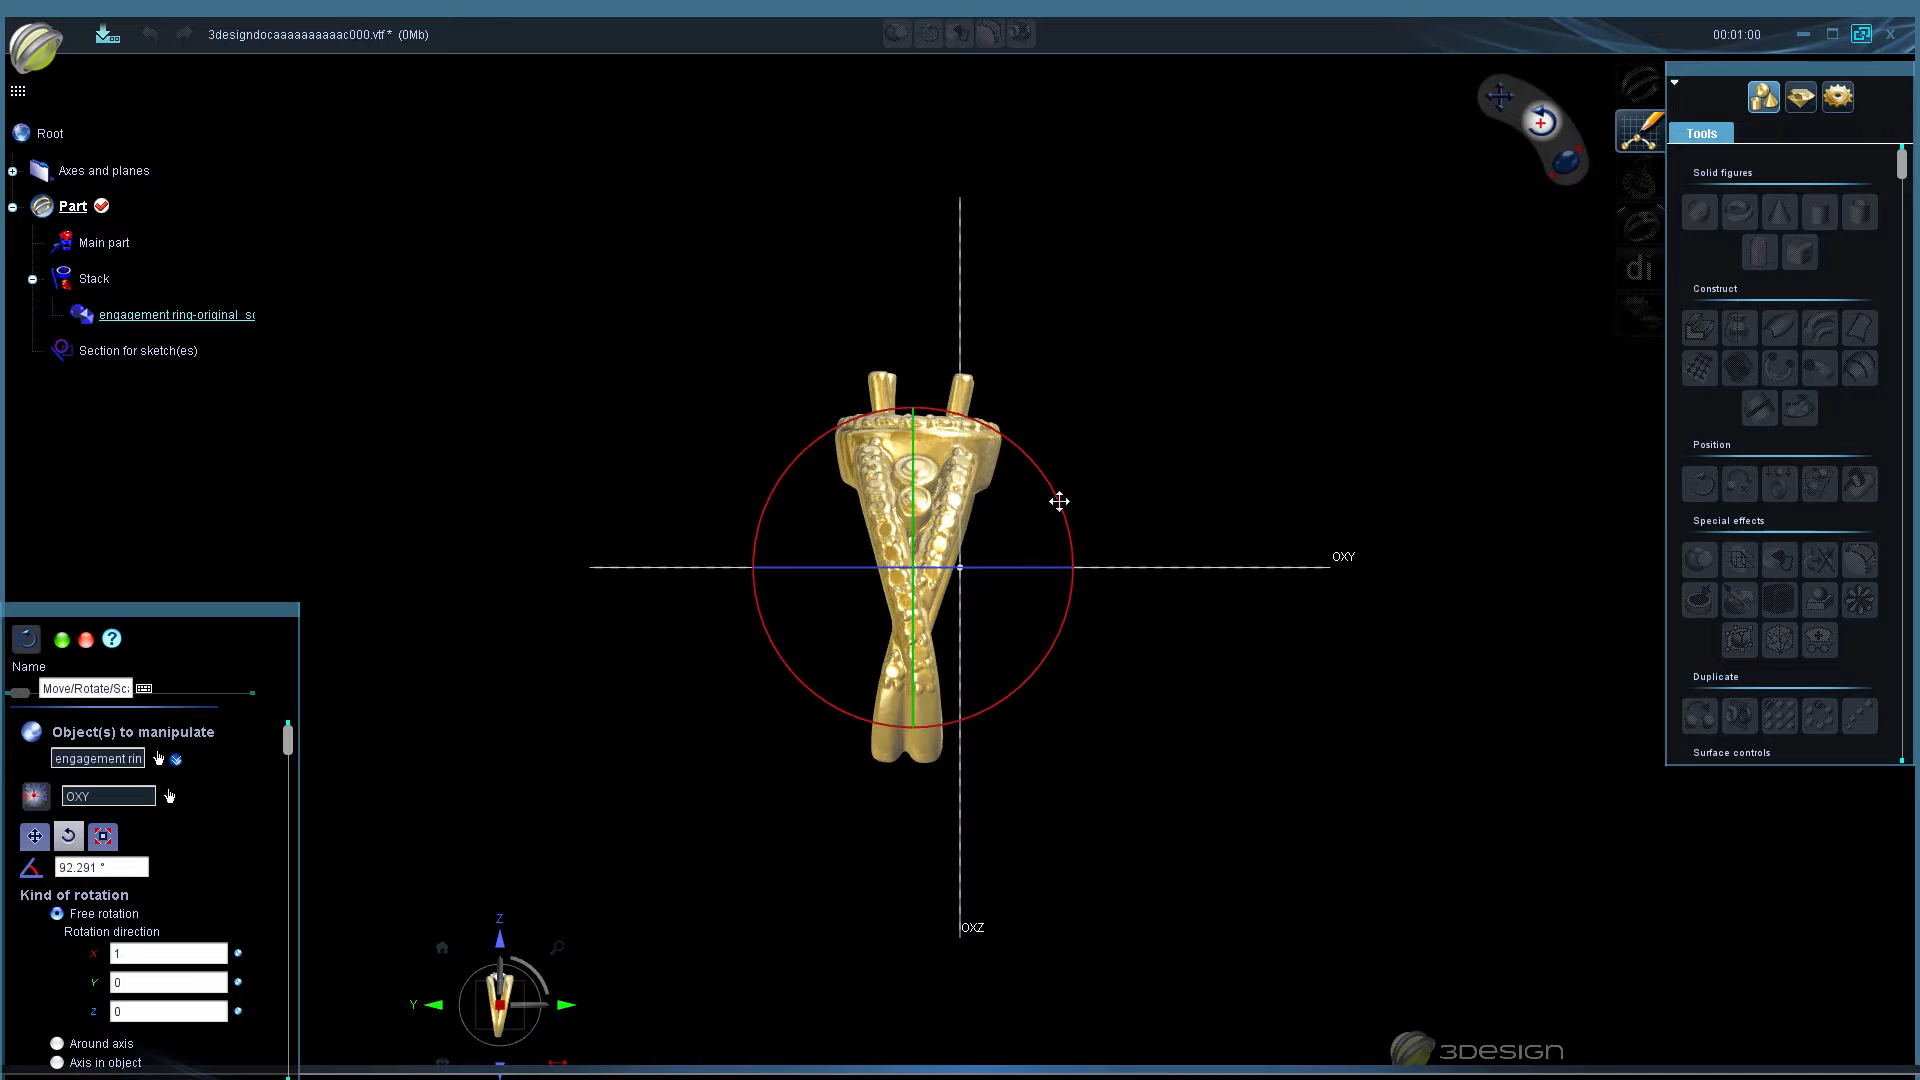 3designdocaaaaaaaaaac000.vtf * (0Mb)
00:01:00
Root
Axes and planes
Part
Main part
Stack
engagement ring-original_sc
Section for sketch(es)
Tools
Solid figures
Construct
Position
Special effects
Duplicate
Surface controls
di
OXY
OXZ
Name
Move/Rotate/Sc
Object(s) to manipulate
engagement rin
OXY
92.291 °
Kind of rotation
Free rotation
Rotation direction
X 1
Y 0
Z 0
Around axis
Axis in object
Z
Y
3DESIGN